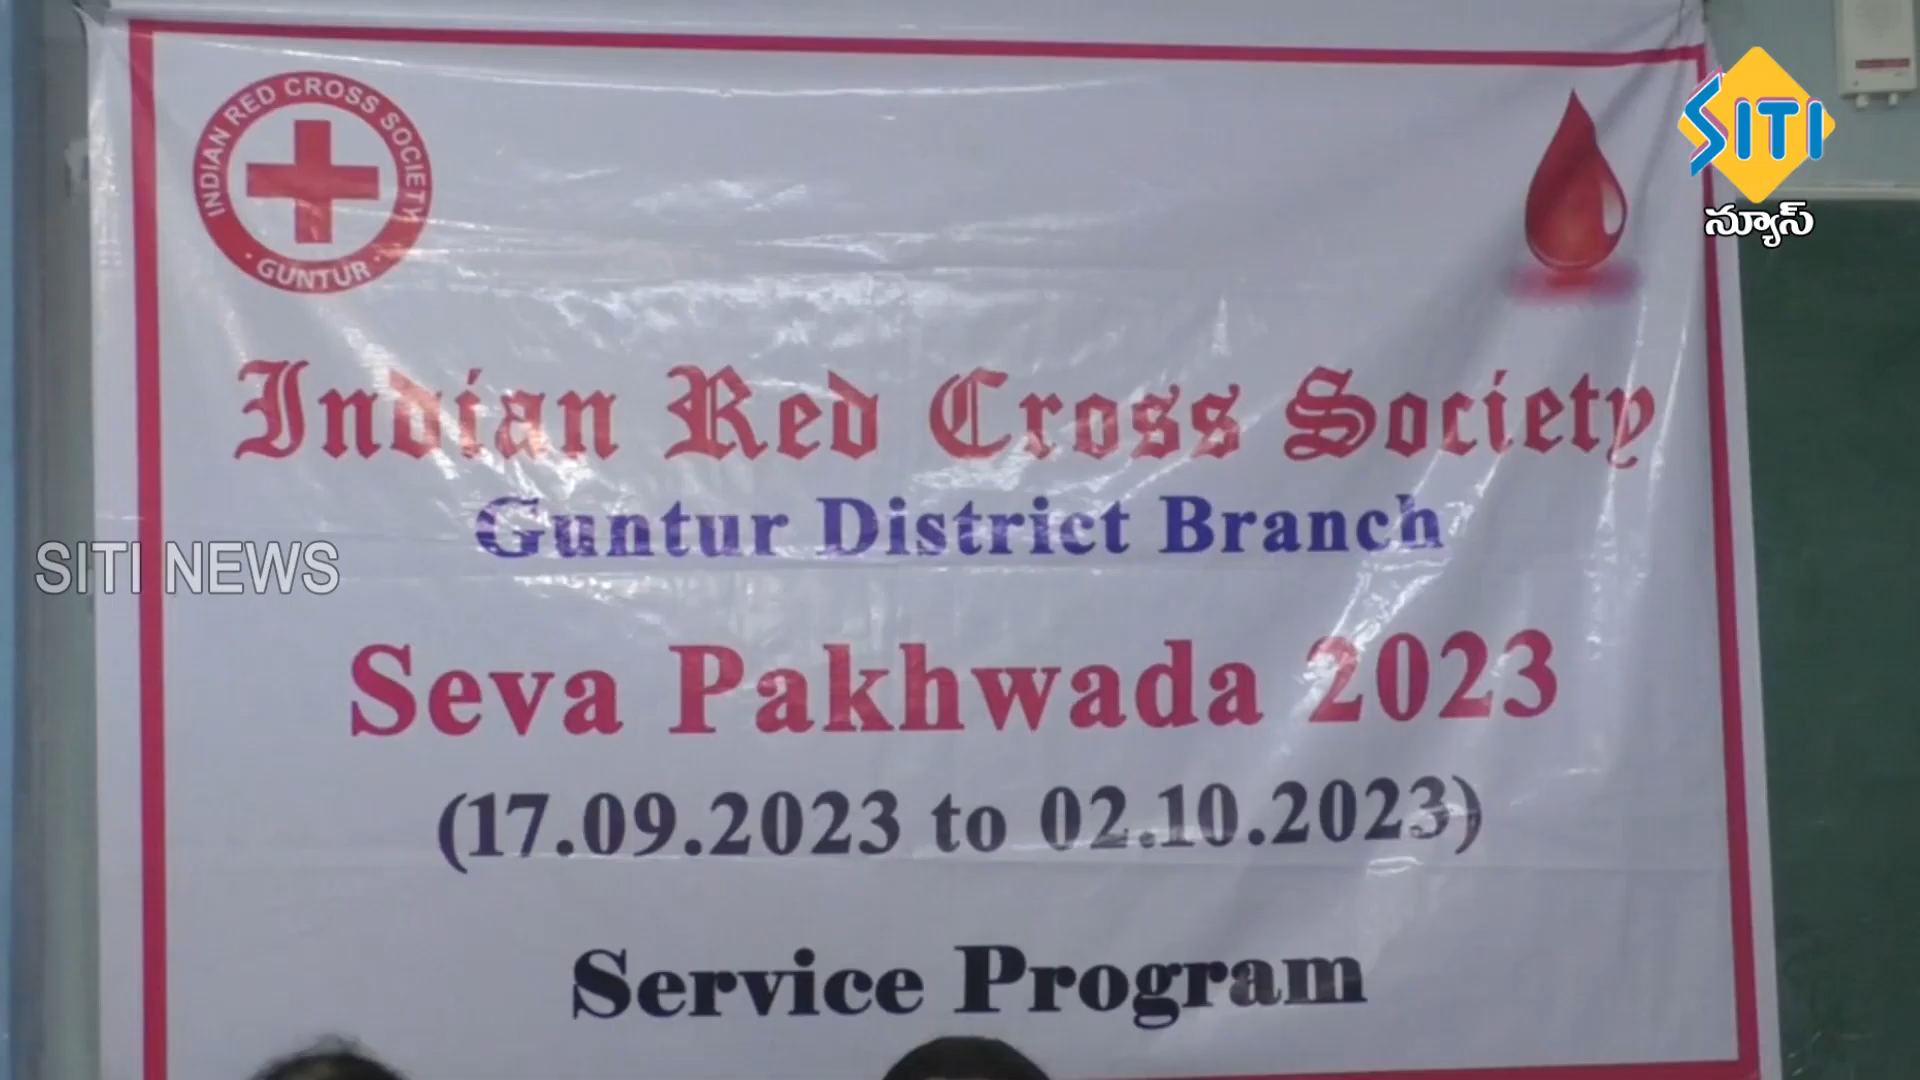 INDIAN RED CROSS SOCIETY
· GUNTUR ·
SITI
న్యూస్
Indian Red Cross Society
Guntur District Branch
SITI NEWS
Seva Pakhwada 2023
(17.09.2023 to 02.10.2023)
Service Program